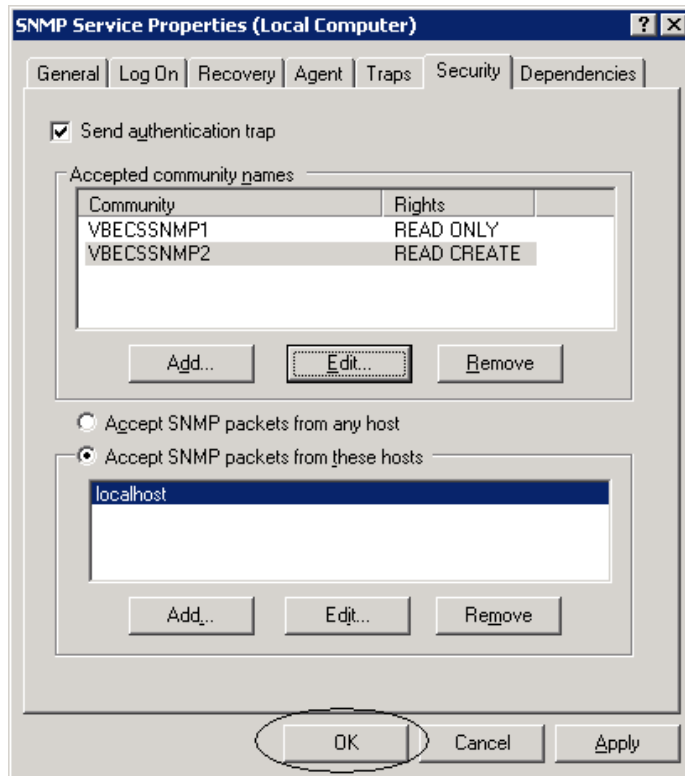 SNMP Service Properties (Local Computer)
General Log On Recovery Agent Traps Security Dependencies
Send authentication trap
Accepted community names
Community Rights
VBECSSNMP1 READ ONLY
VBECSSNMP2 READ CREATE
Add... Edit... Remove
Accept SNMP packets from any host
Accept SNMP packets from these hosts
localhost
Add... Edit... Remove
OK Cancel Apply